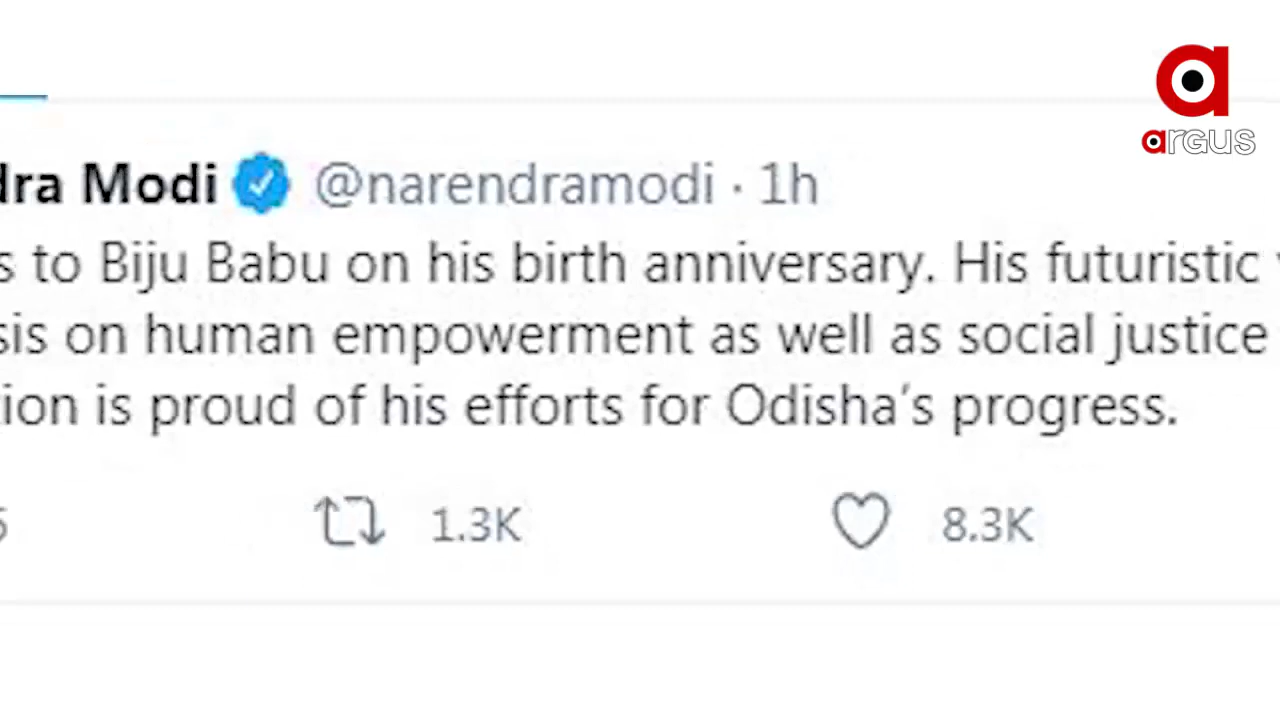 argus
dra Modi @narendramodi · 1h
s to Biju Babu on his birth anniversary. His futuristic
sis on human empowerment as well as social justice
ion is proud of his efforts for Odisha's progress.
1.3K 8.3K